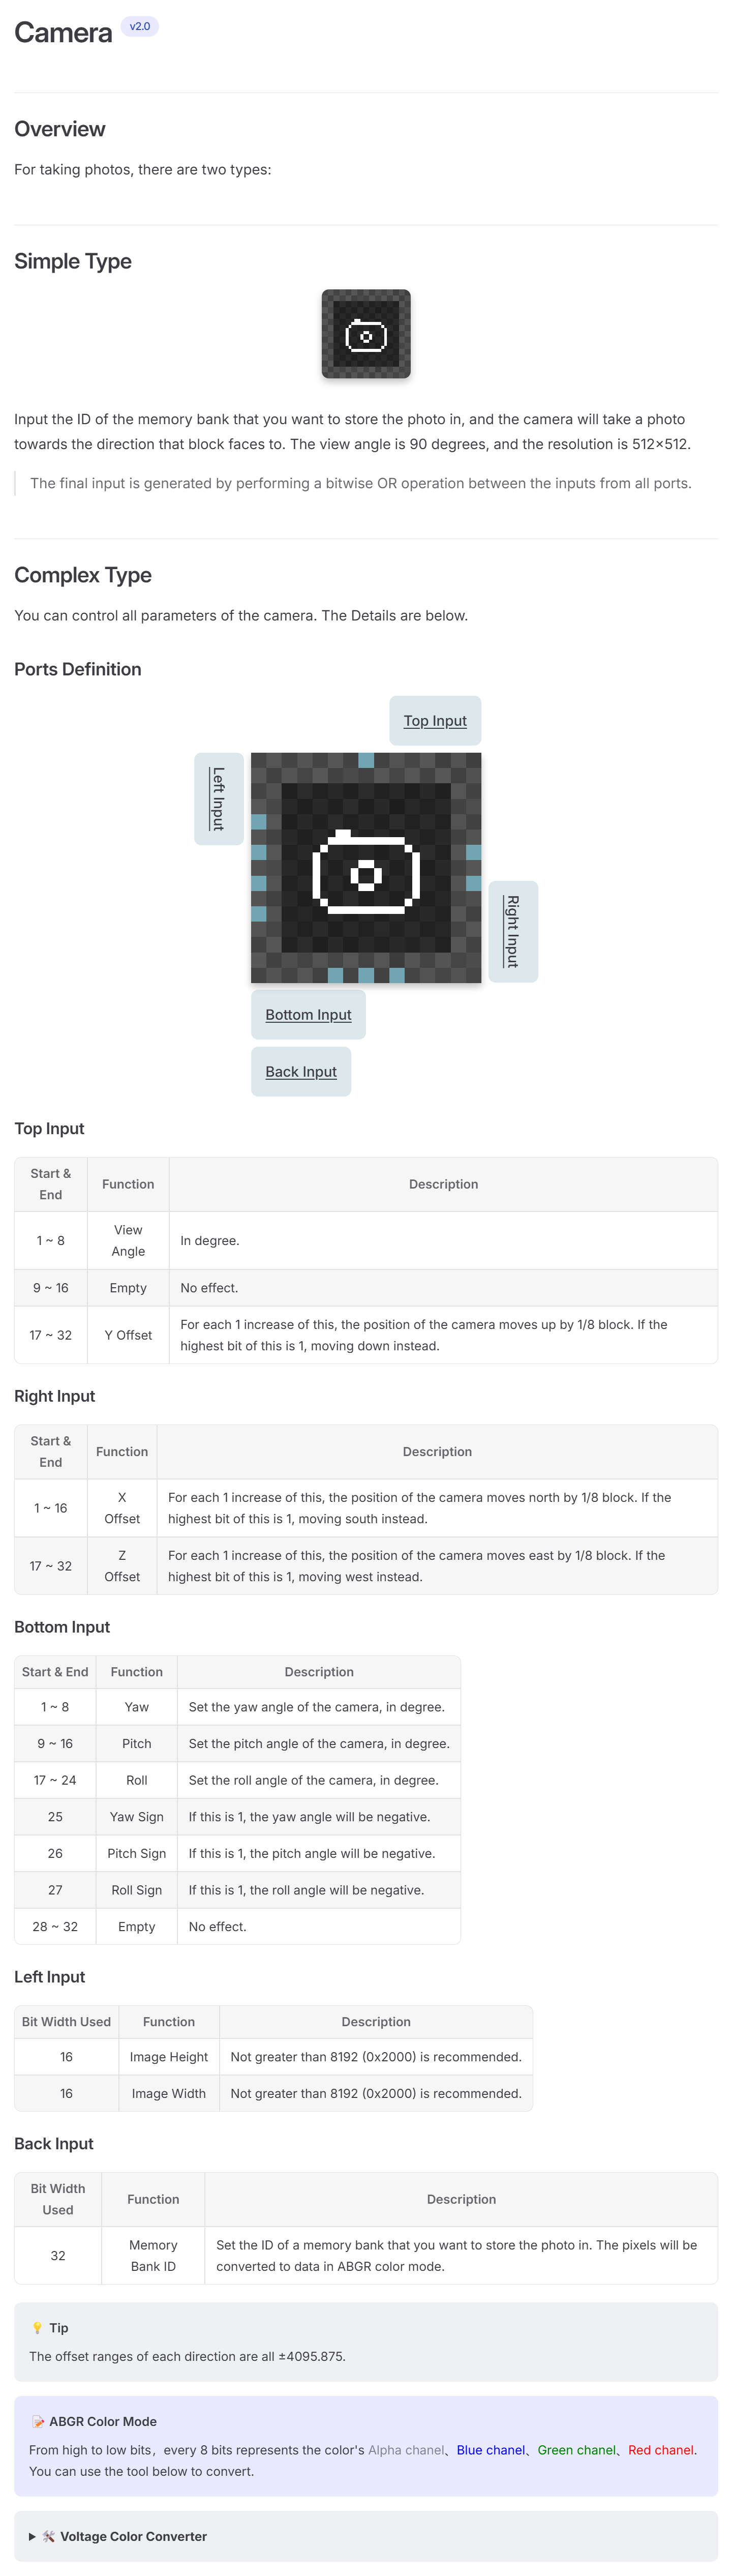 Camera v2.0
Overview
For taking photos, there are two types:
Simple Type
Input the ID of the memory bank that you want to store the photo in, and the camera will take a photo
towards the direction that block faces to. The view angle is 90 degrees, and the resolution is 512×512.
The final input is generated by performing a bitwise OR operation between the inputs from all ports.
Complex Type
You can control all parameters of the camera. The Details are below.
Ports Definition
Top Input
Left Input
Right Input
Bottom Input
Back Input
Top Input
Start &
End
Function
Description
1 ~ 8
View
Angle
In degree.
9 ~ 16
Empty
No effect.
17 ~ 32
Y Offset
For each 1 increase of this, the position of the camera moves up by 1/8 block. If the
highest bit of this is 1, moving down instead.
Right Input
Start &
End
Function
Description
1 ~ 16
X
Offset
For each 1 increase of this, the position of the camera moves north by 1/8 block. If the
highest bit of this is 1, moving south instead.
17 ~ 32
Z
Offset
For each 1 increase of this, the position of the camera moves east by 1/8 block. If the
highest bit of this is 1, moving west instead.
Bottom Input
Start & End Function Description
1 ~ 8 Yaw Set the yaw angle of the camera, in degree.
9 ~ 16 Pitch Set the pitch angle of the camera, in degree.
17 ~ 24 Roll Set the roll angle of the camera, in degree.
25 Yaw Sign If this is 1, the yaw angle will be negative.
26 Pitch Sign If this is 1, the pitch angle will be negative.
27 Roll Sign If this is 1, the roll angle will be negative.
28 ~ 32 Empty No effect.
Left Input
Bit Width Used Function Description
16 Image Height Not greater than 8192 (0x2000) is recommended.
16 Image Width Not greater than 8192 (0x2000) is recommended.
Back Input
Bit Width
Used
Function
Description
32
Memory
Bank ID
Set the ID of a memory bank that you want to store the photo in. The pixels will be
converted to data in ABGR color mode.
💡 Tip
The offset ranges of each direction are all ±4095.875.
📝 ABGR Color Mode
From high to low bits，every 8 bits represents the color's Alpha chanel、Blue chanel、Green chanel、Red chanel.
You can use the tool below to convert.
▶ 🛠 Voltage Color Converter